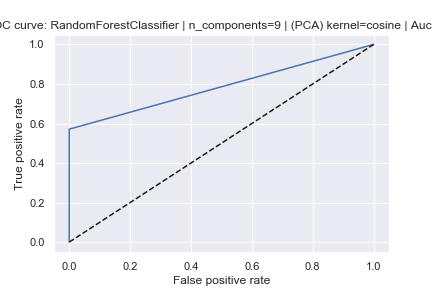 OC curve: RandomForestClassifier | n_components=9 | (PCA) kernel=cosine | Auc
1.0
0.8
0.6
0.4
0.2
0.0
True positive rate
0.0 0.2 0.4 0.6 0.8 1.0
False positive rate